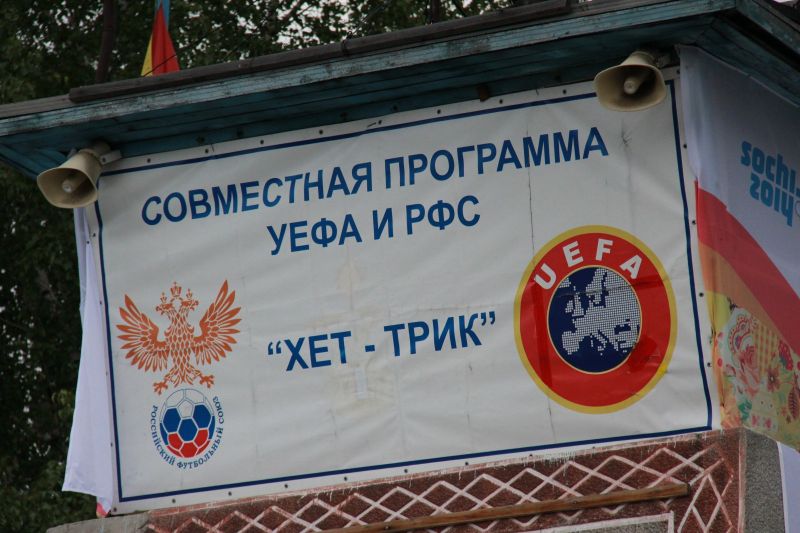 СОВМЕСТНАЯ ПРОГРАММА
УЕФА И РФС
"ХЕТ - ТРИК"
UEFA
РОССИЙСКИЙ ФУТБОЛЬНЫЙ СОЮЗ
sochi
2014